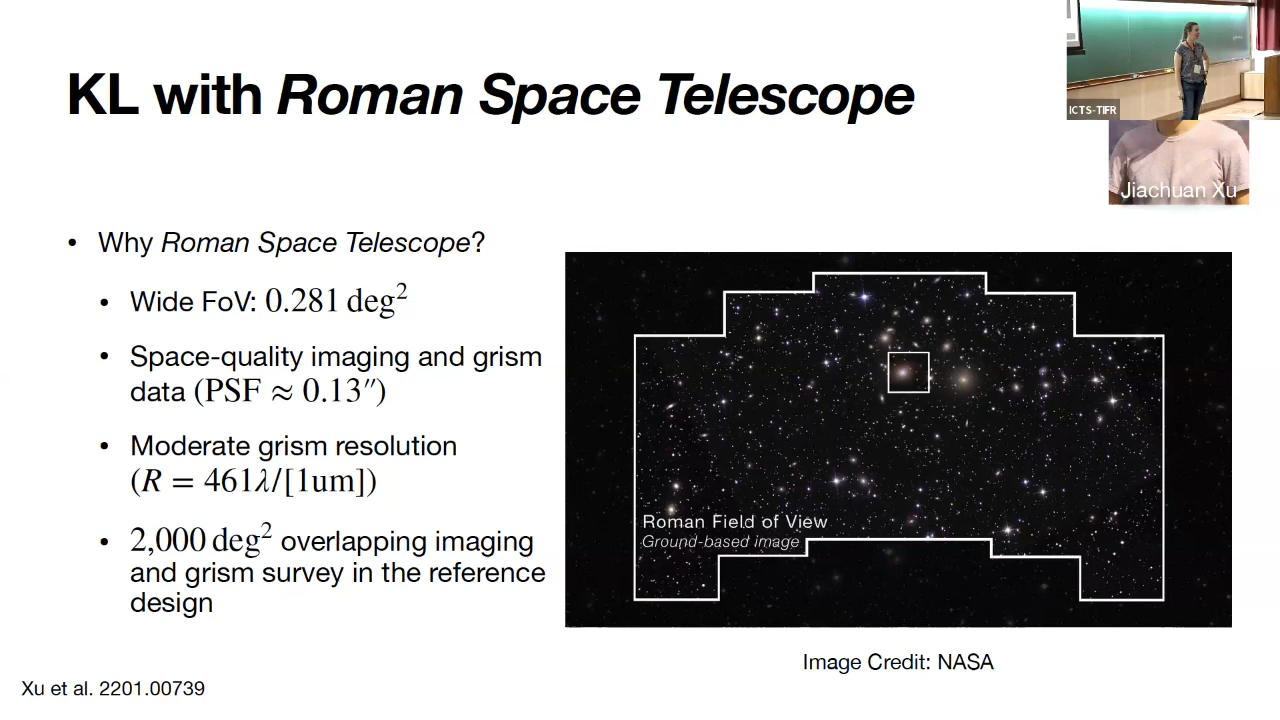 KL with Roman Space Telescope
ICTS-TIFR
Jiachuan Xu
• Why Roman Space Telescope?
• Wide FoV: 0.281 deg²
• Space-quality imaging and grism
data (PSF ≈ 0.13″)
• Moderate grism resolution
(R = 461λ/[1um])
• 2,000 deg² overlapping imaging
and grism survey in the reference
design
Roman Field of View
Ground-based image
Image Credit: NASA
Xu et al. 2201.00739